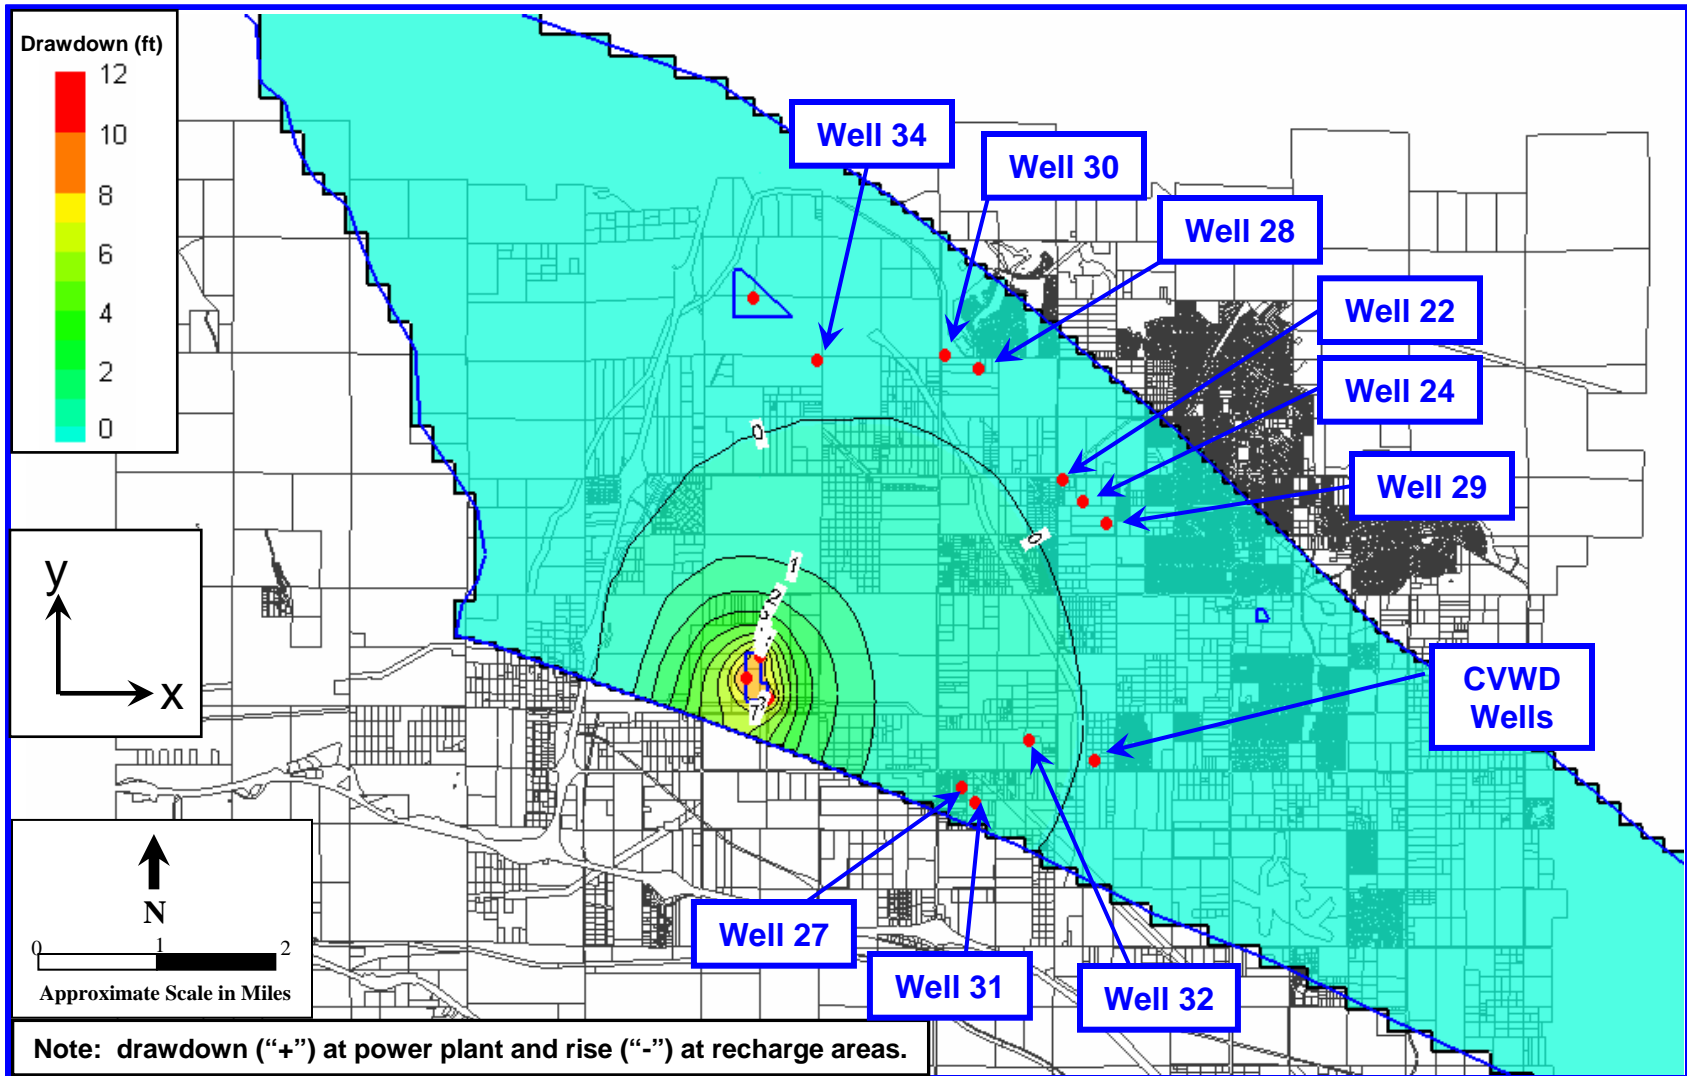 Drawdown (ft)
12
10
8
6
4
2
0
Well 34
Well 30
Well 28
Well 22
Well 24
Well 29
CVWD
Wells
Well 27
Well 31
Well 32
0
0
1
2
3
7
y
x
N
0 1 2
Approximate Scale in Miles
Note: drawdown (“+”) at power plant and rise (“-”) at recharge areas.